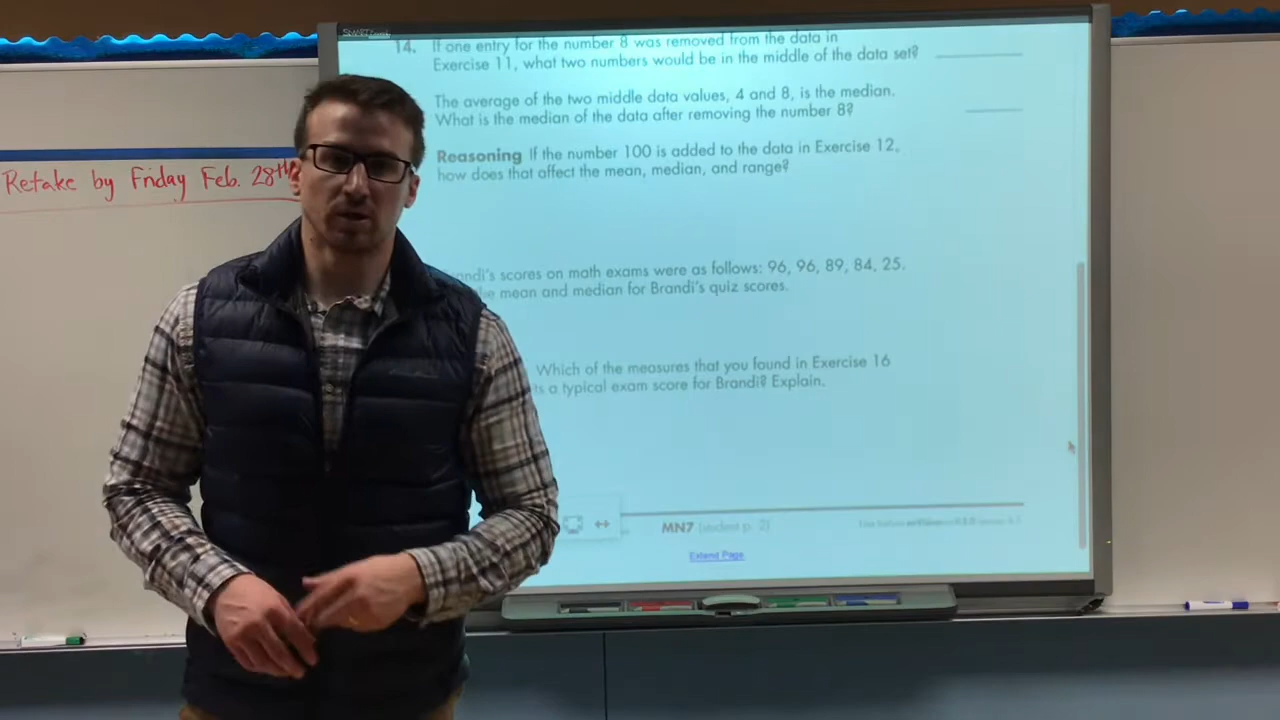 SMART Board
14. If one entry for the number 8 was removed from the data in
Exercise 11, what two numbers would be in the middle of the data set?
The average of the two middle data values, 4 and 8, is the median.
What is the median of the data after removing the number 8?
Reasoning If the number 100 is added to the data in Exercise 12,
how does that affect the mean, median, and range?
Retake by Friday Feb. 28th
scores on math exams were as follows: 96, 96, 89, 84, 25.
mean and median for Brandi's quiz scores.
Which of the measures that you found in Exercise 16
a typical exam score for Brandi? Explain.
MN7 (student p. 2)
Extend Page